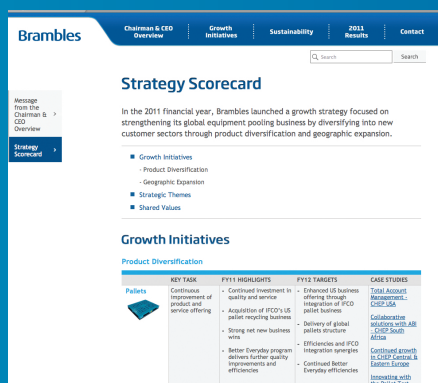 Brambles
Chairman & CEO
Overview
Growth
Initiatives
Sustainability
2011
Results
Contact
Search
Search
Message
from the
Chairman &
CEO
Overview
Strategy
Scorecard
Strategy Scorecard
In the 2011 financial year, Brambles launched a growth strategy focused on
strengthening its global equipment pooling business by diversifying into new
customer sectors through product diversification and geographic expansion.
Growth Initiatives
- Product Diversification
- Geographic Expansion
Strategic Themes
Shared Values
Growth Initiatives
Product Diversification
KEY TASK
FY11 HIGHLIGHTS
FY12 TARGETS
CASE STUDIES
Pallets
Continuous
improvement of
product and
service offering
- Continued investment in
quality and service
- Acquisition of IFCO's US
pallet recycling business
- Strong net new business
wins
- Better Everyday program
delivers further quality
improvements and
efficiencies
- Enhanced US business
offering through
integration of IFCO
pallet business
- Delivery of global
pallets structure
- Efficiencies and IFCO
integration synergies
- Continued Better
Everyday efficiencies
Total Account
Management -
CHEP USA
Collaborative
solutions with ABI
- CHEP South
Africa
Continued growth
in CHEP Central &
Eastern Europe
Innovating with
the Pallet Test